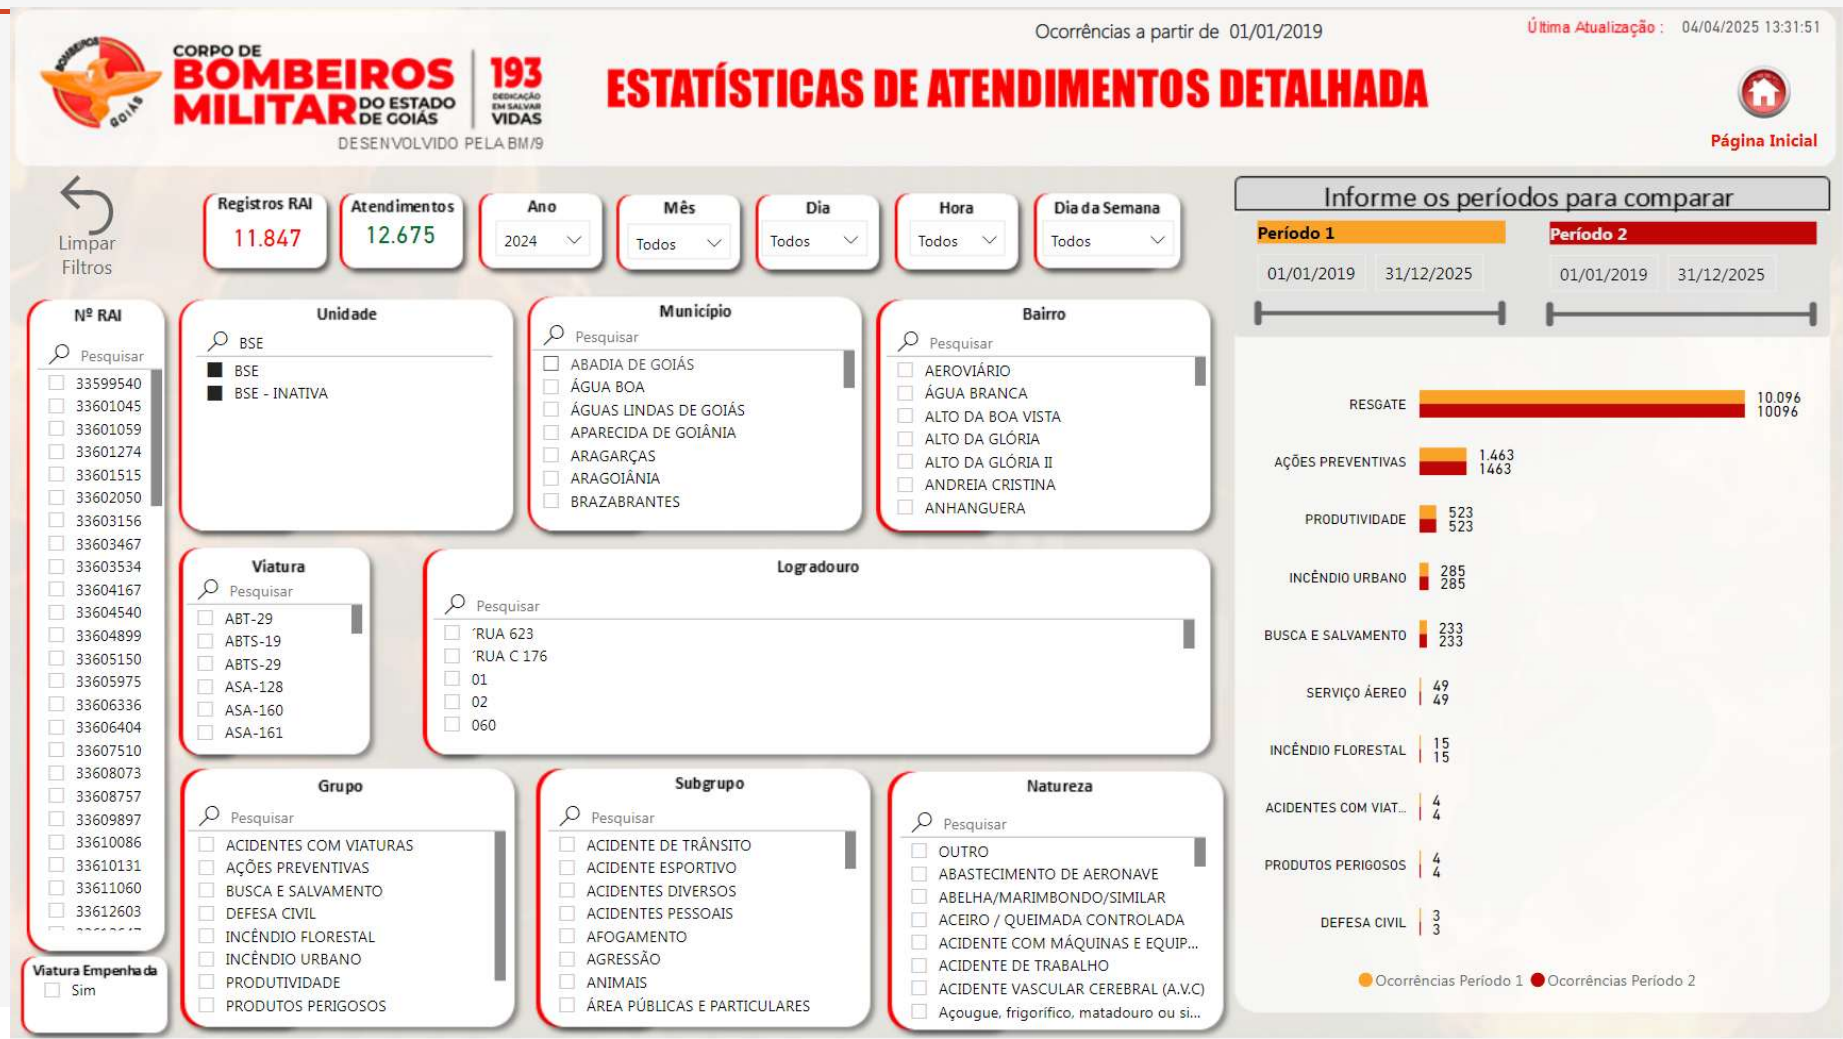 Ocorrências a partir de 01/01/2019
Última Atualização : 04/04/2025 13:31:51
BOMBEIROS
GOIÁS
CORPO DE
BOMBEIROS
MILITAR DO ESTADO DE GOIÁS
193
DEDICAÇÃO
EM SALVAR
VIDAS
DESENVOLVIDO PELA BM/9
ESTATÍSTICAS DE ATENDIMENTOS DETALHADA
Página Inicial
Limpar
Filtros
Registros RAI
11.847
Atendimentos
12.675
Ano
2024
Mês
Todos
Dia
Todos
Hora
Todos
Dia da Semana
Todos
Informe os períodos para comparar
Período 1
01/01/2019 31/12/2025
Período 2
01/01/2019 31/12/2025
Nº RAI
Pesquisar
33599540
33601045
33601059
33601274
33601515
33602050
33603156
33603467
33603534
33604167
33604540
33604899
33605150
33605975
33606336
33606404
33607510
33608073
33608757
33609897
33610086
33610131
33611060
33612603
Viatura Empenhada
Sim
Unidade
BSE
BSE
BSE - INATIVA
Município
Pesquisar
ABADIA DE GOIÁS
ÁGUA BOA
ÁGUAS LINDAS DE GOIÁS
APARECIDA DE GOIÂNIA
ARAGARÇAS
ARAGOIÂNIA
BRAZABRANTES
Bairro
Pesquisar
AEROVIÁRIO
ÁGUA BRANCA
ALTO DA BOA VISTA
ALTO DA GLÓRIA
ALTO DA GLÓRIA II
ANDREIA CRISTINA
ANHANGUERA
Viatura
Pesquisar
ABT-29
ABTS-19
ABTS-29
ASA-128
ASA-160
ASA-161
Logradouro
Pesquisar
´RUA 623
´RUA C 176
01
02
060
Grupo
Pesquisar
ACIDENTES COM VIATURAS
AÇÕES PREVENTIVAS
BUSCA E SALVAMENTO
DEFESA CIVIL
INCÊNDIO FLORESTAL
INCÊNDIO URBANO
PRODUTIVIDADE
PRODUTOS PERIGOSOS
Subgrupo
Pesquisar
ACIDENTE DE TRÂNSITO
ACIDENTE ESPORTIVO
ACIDENTES DIVERSOS
ACIDENTES PESSOAIS
AFOGAMENTO
AGRESSÃO
ANIMAIS
ÁREA PÚBLICAS E PARTICULARES
Natureza
Pesquisar
OUTRO
ABASTECIMENTO DE AERONAVE
ABELHA/MARIMBONDO/SIMILAR
ACEIRO / QUEIMADA CONTROLADA
ACIDENTE COM MÁQUINAS E EQUIP...
ACIDENTE DE TRABALHO
ACIDENTE VASCULAR CEREBRAL (A.V.C)
Açougue, frigorífico, matadouro ou si...
RESGATE 10.096
10096
AÇÕES PREVENTIVAS 1.463
1463
PRODUTIVIDADE 523
523
INCÊNDIO URBANO 285
285
BUSCA E SALVAMENTO 233
233
SERVIÇO ÁEREO 49
49
INCÊNDIO FLORESTAL 15
15
ACIDENTES COM VIAT... 4
4
PRODUTOS PERIGOSOS 4
4
DEFESA CIVIL 3
3
Ocorrências Período 1 Ocorrências Período 2